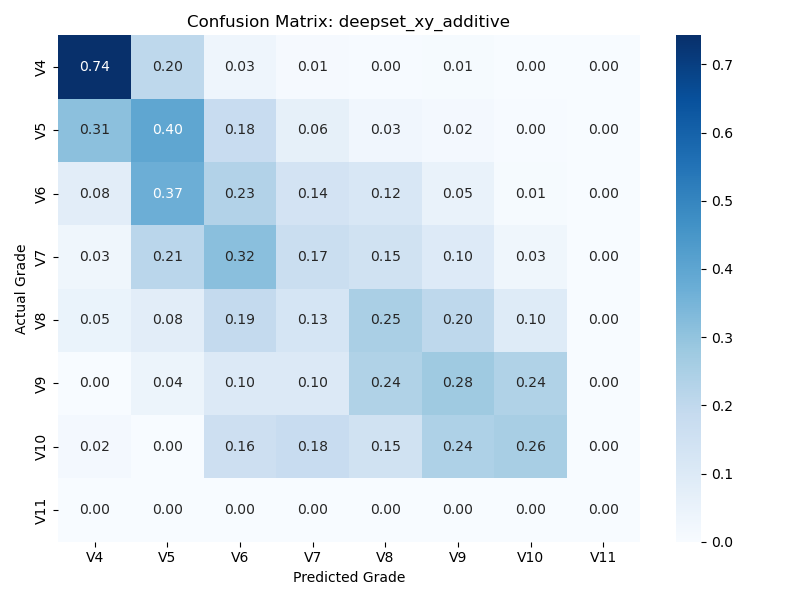 Confusion Matrix: deepset_xy_additive
V4 0.74 0.20 0.03 0.01 0.00 0.01 0.00 0.00
V5 0.31 0.40 0.18 0.06 0.03 0.02 0.00 0.00
V6 0.08 0.37 0.23 0.14 0.12 0.05 0.01 0.00
V7 0.03 0.21 0.32 0.17 0.15 0.10 0.03 0.00
V8 0.05 0.08 0.19 0.13 0.25 0.20 0.10 0.00
V9 0.00 0.04 0.10 0.10 0.24 0.28 0.24 0.00
V10 0.02 0.00 0.16 0.18 0.15 0.24 0.26 0.00
V11 0.00 0.00 0.00 0.00 0.00 0.00 0.00 0.00
V4 V5 V6 V7 V8 V9 V10 V11
Predicted Grade
Actual Grade
0.7
0.6
0.5
0.4
0.3
0.2
0.1
0.0